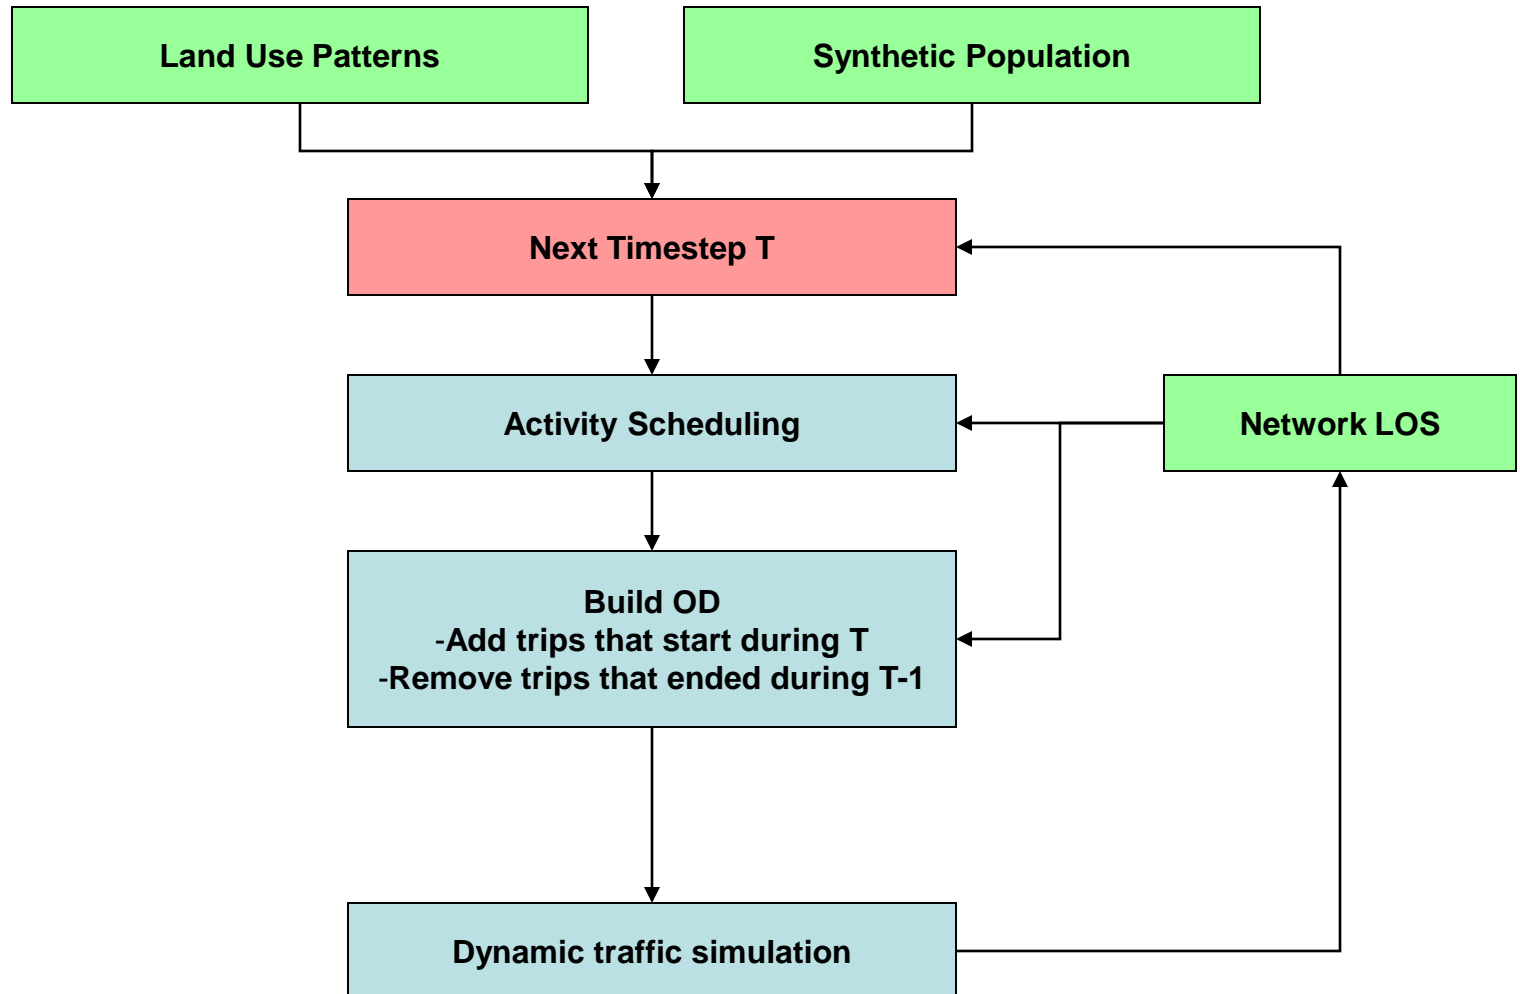 Land Use Patterns
Synthetic Population
Next Timestep T
Activity Scheduling
Network LOS
Build OD
-Add trips that start during T
-Remove trips that ended during T-1
Dynamic traffic simulation